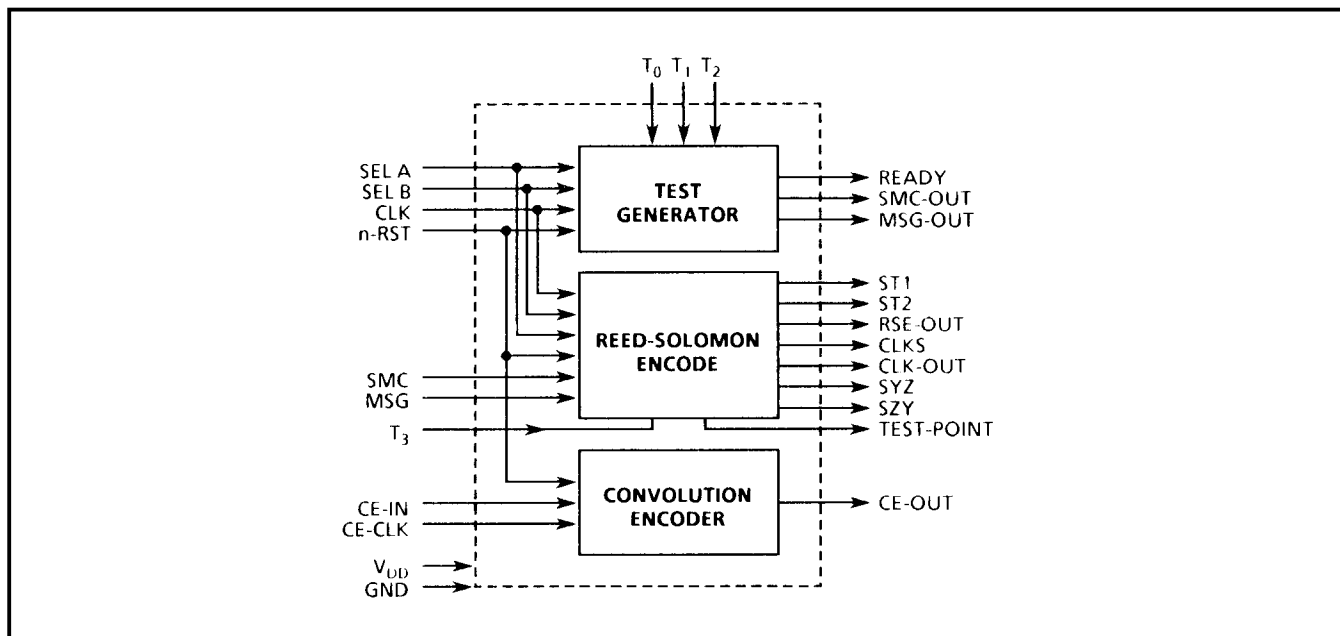 T0 T1 T2
SEL A
SEL B
CLK
n-RST
TEST
GENERATOR
READY
SMC-OUT
MSG-OUT
REED-SOLOMON
ENCODE
SMC
MSG
T3
ST1
ST2
RSE-OUT
CLKS
CLK-OUT
SYZ
SZY
TEST-POINT
CE-IN
CE-CLK
CONVOLUTION
ENCODER
CE-OUT
VDD
GND